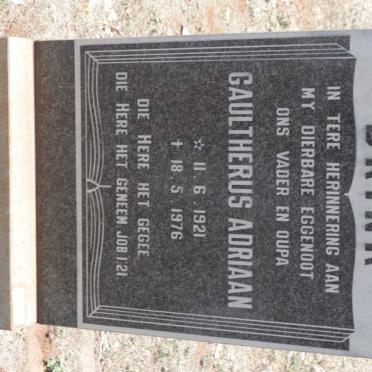 IN TERE HERINNERING AAN
MY DIERBARE EGGENOOT
ONS VADER EN OUPA
GAULTHERUS ADRIAAN
☆ 11. 6. 1921
✝ 18. 5. 1976
DIE HERE HET GEGEE,
DIE HERE HET GENEEM. JOB 1:21.